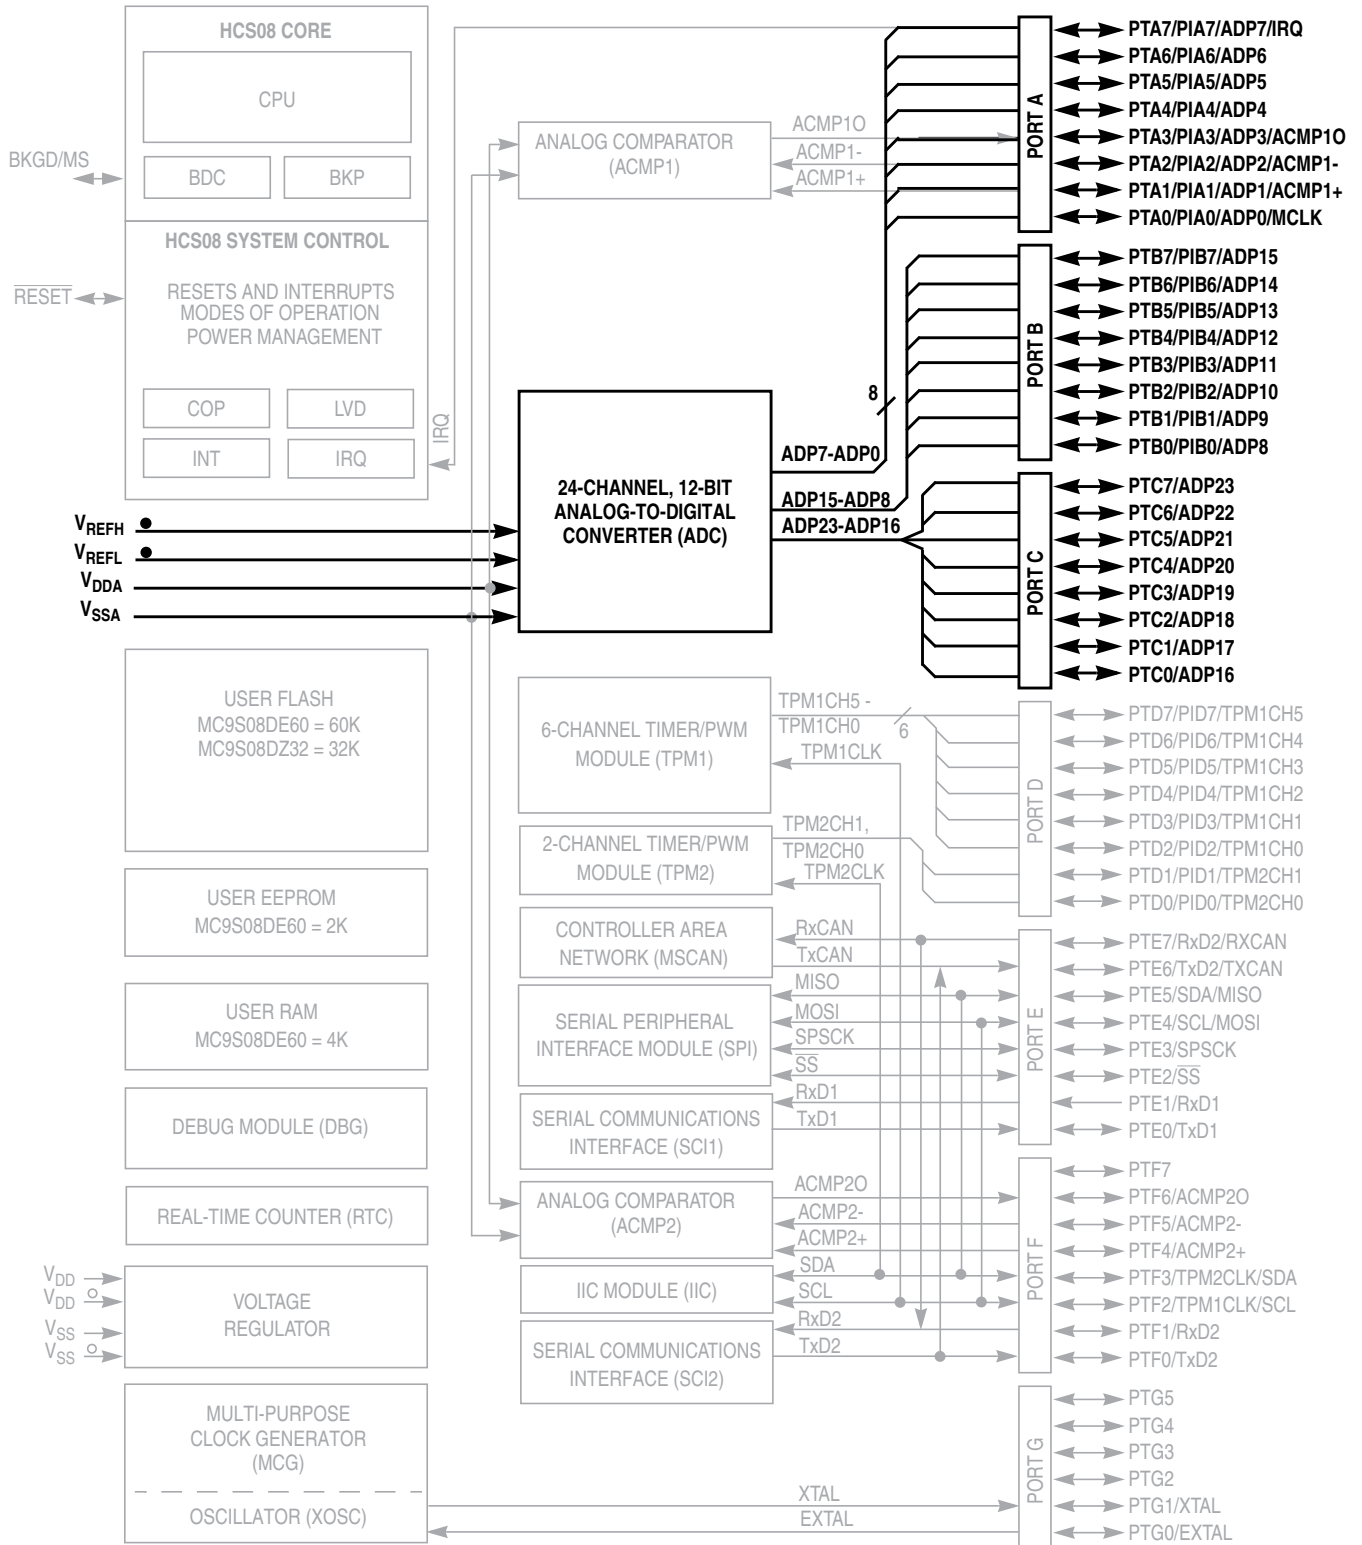 HCS08 CORE
CPU
BDC
BKP
BKGD/MS
HCS08 SYSTEM CONTROL
RESETS AND INTERRUPTS
MODES OF OPERATION
POWER MANAGEMENT
RESET
COP
LVD
INT
IRQ
IRQ
VREFH
VREFL
VDDA
VSSA
USER FLASH
MC9S08DE60 = 60K
MC9S08DZ32 = 32K
USER EEPROM
MC9S08DE60 = 2K
USER RAM
MC9S08DE60 = 4K
DEBUG MODULE (DBG)
REAL-TIME COUNTER (RTC)
VDD
VDD
VSS
VSS
VOLTAGE
REGULATOR
MULTI-PURPOSE
CLOCK GENERATOR
(MCG)
OSCILLATOR (XOSC)
ANALOG COMPARATOR
(ACMP1)
ACMP1O
ACMP1-
ACMP1+
24-CHANNEL, 12-BIT
ANALOG-TO-DIGITAL
CONVERTER (ADC)
8
ADP7-ADP0
ADP15-ADP8
ADP23-ADP16
6-CHANNEL TIMER/PWM
MODULE (TPM1)
TPM1CH5 -
TPM1CH0
6
TPM1CLK
2-CHANNEL TIMER/PWM
MODULE (TPM2)
TPM2CH1,
TPM2CH0
TPM2CLK
CONTROLLER AREA
NETWORK (MSCAN)
RxCAN
TxCAN
SERIAL PERIPHERAL
INTERFACE MODULE (SPI)
MISO
MOSI
SPSCK
SS
SERIAL COMMUNICATIONS
INTERFACE (SCI1)
RxD1
TxD1
ANALOG COMPARATOR
(ACMP2)
ACMP2O
ACMP2-
ACMP2+
IIC MODULE (IIC)
SDA
SCL
SERIAL COMMUNICATIONS
INTERFACE (SCI2)
RxD2
TxD2
XTAL
EXTAL
PORT A
PTA7/PIA7/ADP7/IRQ
PTA6/PIA6/ADP6
PTA5/PIA5/ADP5
PTA4/PIA4/ADP4
PTA3/PIA3/ADP3/ACMP1O
PTA2/PIA2/ADP2/ACMP1-
PTA1/PIA1/ADP1/ACMP1+
PTA0/PIA0/ADP0/MCLK
PORT B
PTB7/PIB7/ADP15
PTB6/PIB6/ADP14
PTB5/PIB5/ADP13
PTB4/PIB4/ADP12
PTB3/PIB3/ADP11
PTB2/PIB2/ADP10
PTB1/PIB1/ADP9
PTB0/PIB0/ADP8
PORT C
PTC7/ADP23
PTC6/ADP22
PTC5/ADP21
PTC4/ADP20
PTC3/ADP19
PTC2/ADP18
PTC1/ADP17
PTC0/ADP16
PORT D
PTD7/PID7/TPM1CH5
PTD6/PID6/TPM1CH4
PTD5/PID5/TPM1CH3
PTD4/PID4/TPM1CH2
PTD3/PID3/TPM1CH1
PTD2/PID2/TPM1CH0
PTD1/PID1/TPM2CH1
PTD0/PID0/TPM2CH0
PORT E
PTE7/RxD2/RXCAN
PTE6/TxD2/TXCAN
PTE5/SDA/MISO
PTE4/SCL/MOSI
PTE3/SPSCK
PTE2/SS
PTE1/RxD1
PTE0/TxD1
PORT F
PTF7
PTF6/ACMP2O
PTF5/ACMP2-
PTF4/ACMP2+
PTF3/TPM2CLK/SDA
PTF2/TPM1CLK/SCL
PTF1/RxD2
PTF0/TxD2
PORT G
PTG5
PTG4
PTG3
PTG2
PTG1/XTAL
PTG0/EXTAL